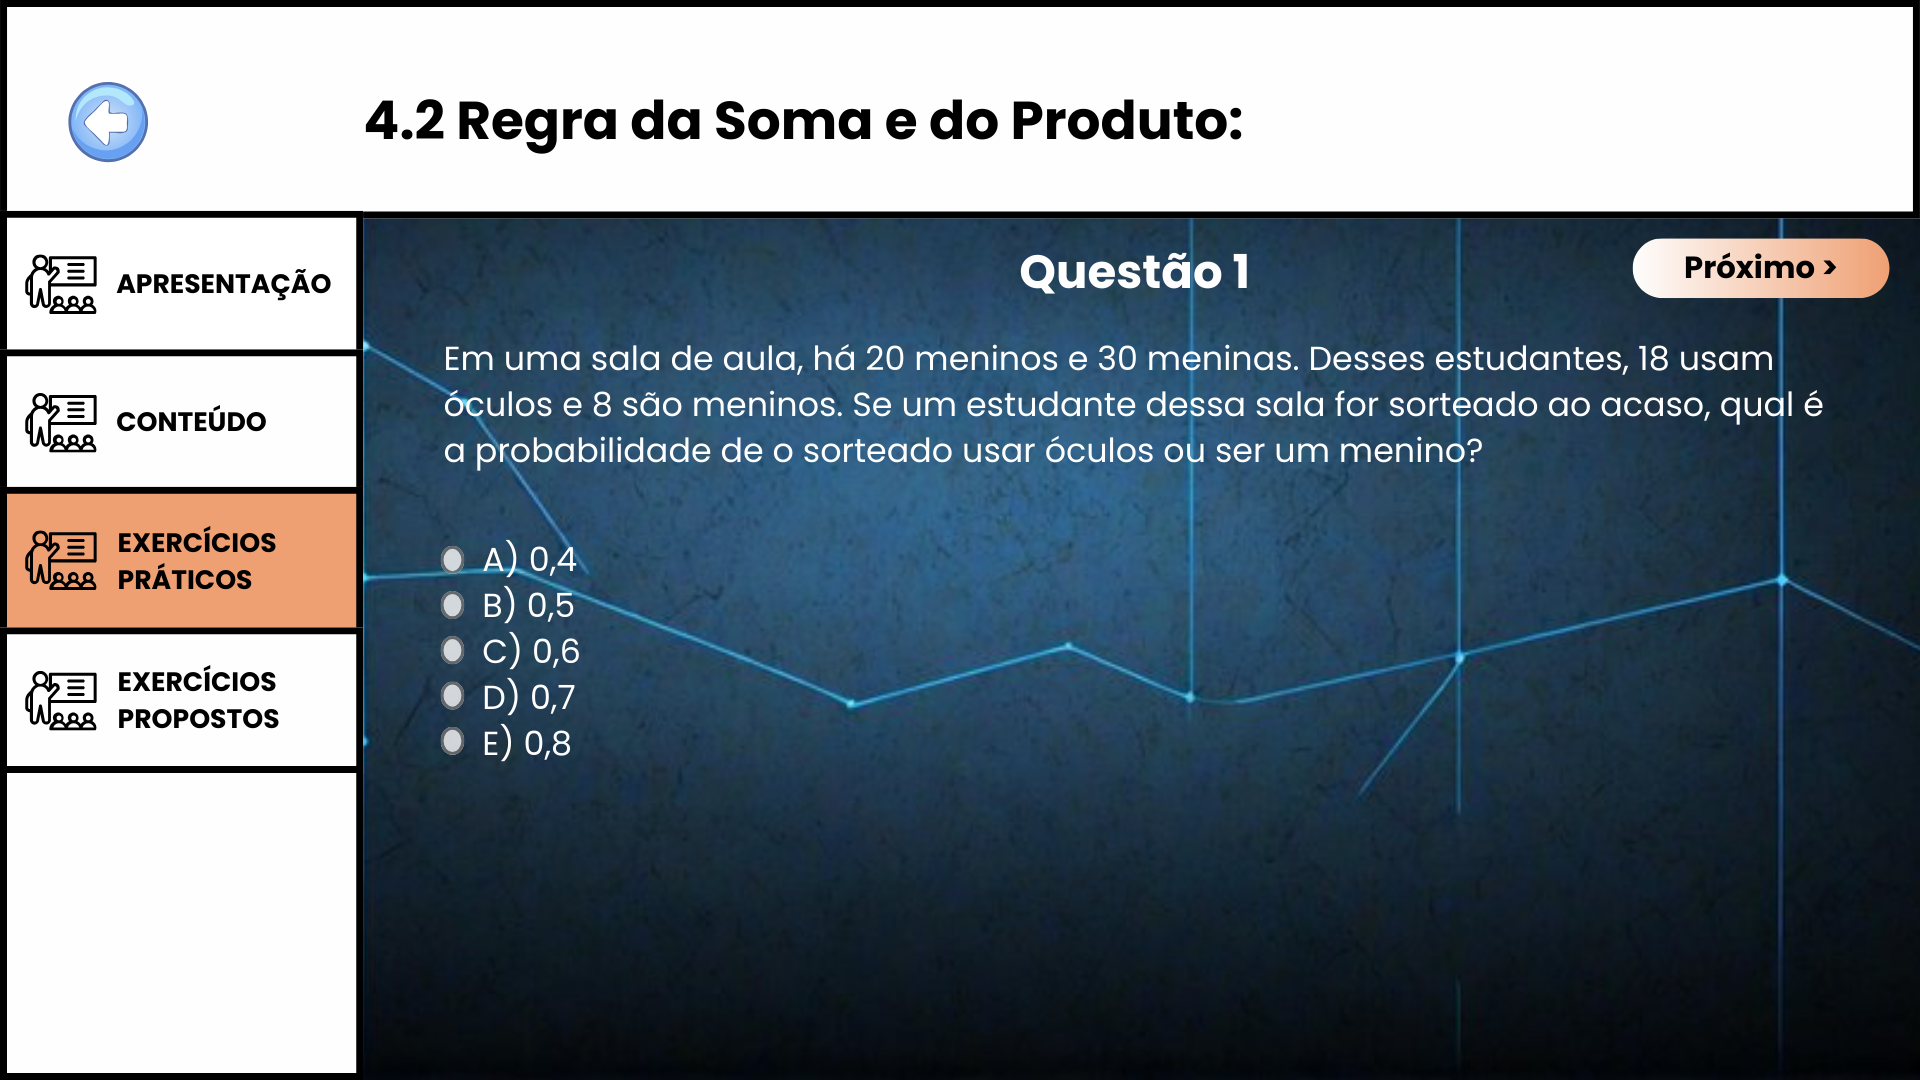 4.2 Regra da Soma e do Produto:
APRESENTAÇÃO
CONTEÚDO
EXERCÍCIOS
PRÁTICOS
EXERCÍCIOS
PROPOSTOS
Questão 1
Próximo >
Em uma sala de aula, há 20 meninos e 30 meninas. Desses estudantes, 18 usam
óculos e 8 são meninos. Se um estudante dessa sala for sorteado ao acaso, qual é
a probabilidade de o sorteado usar óculos ou ser um menino?
A) 0,4
B) 0,5
C) 0,6
D) 0,7
E) 0,8